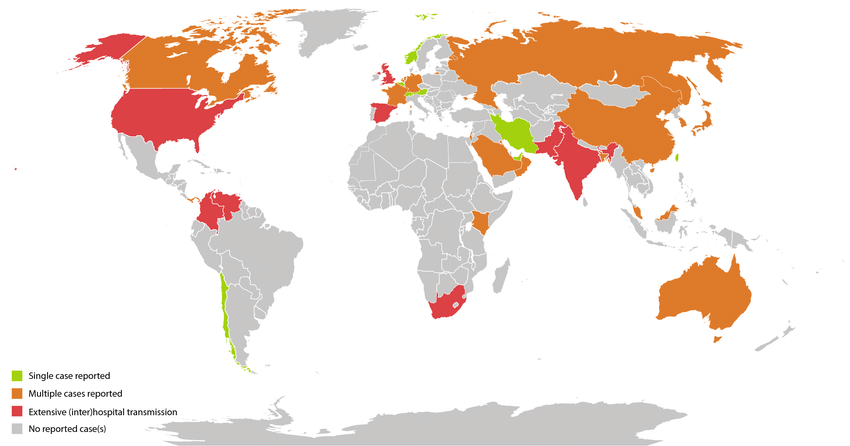 Single case reported
Multiple cases reported
Extensive (inter)hospital transmission
No reported case(s)